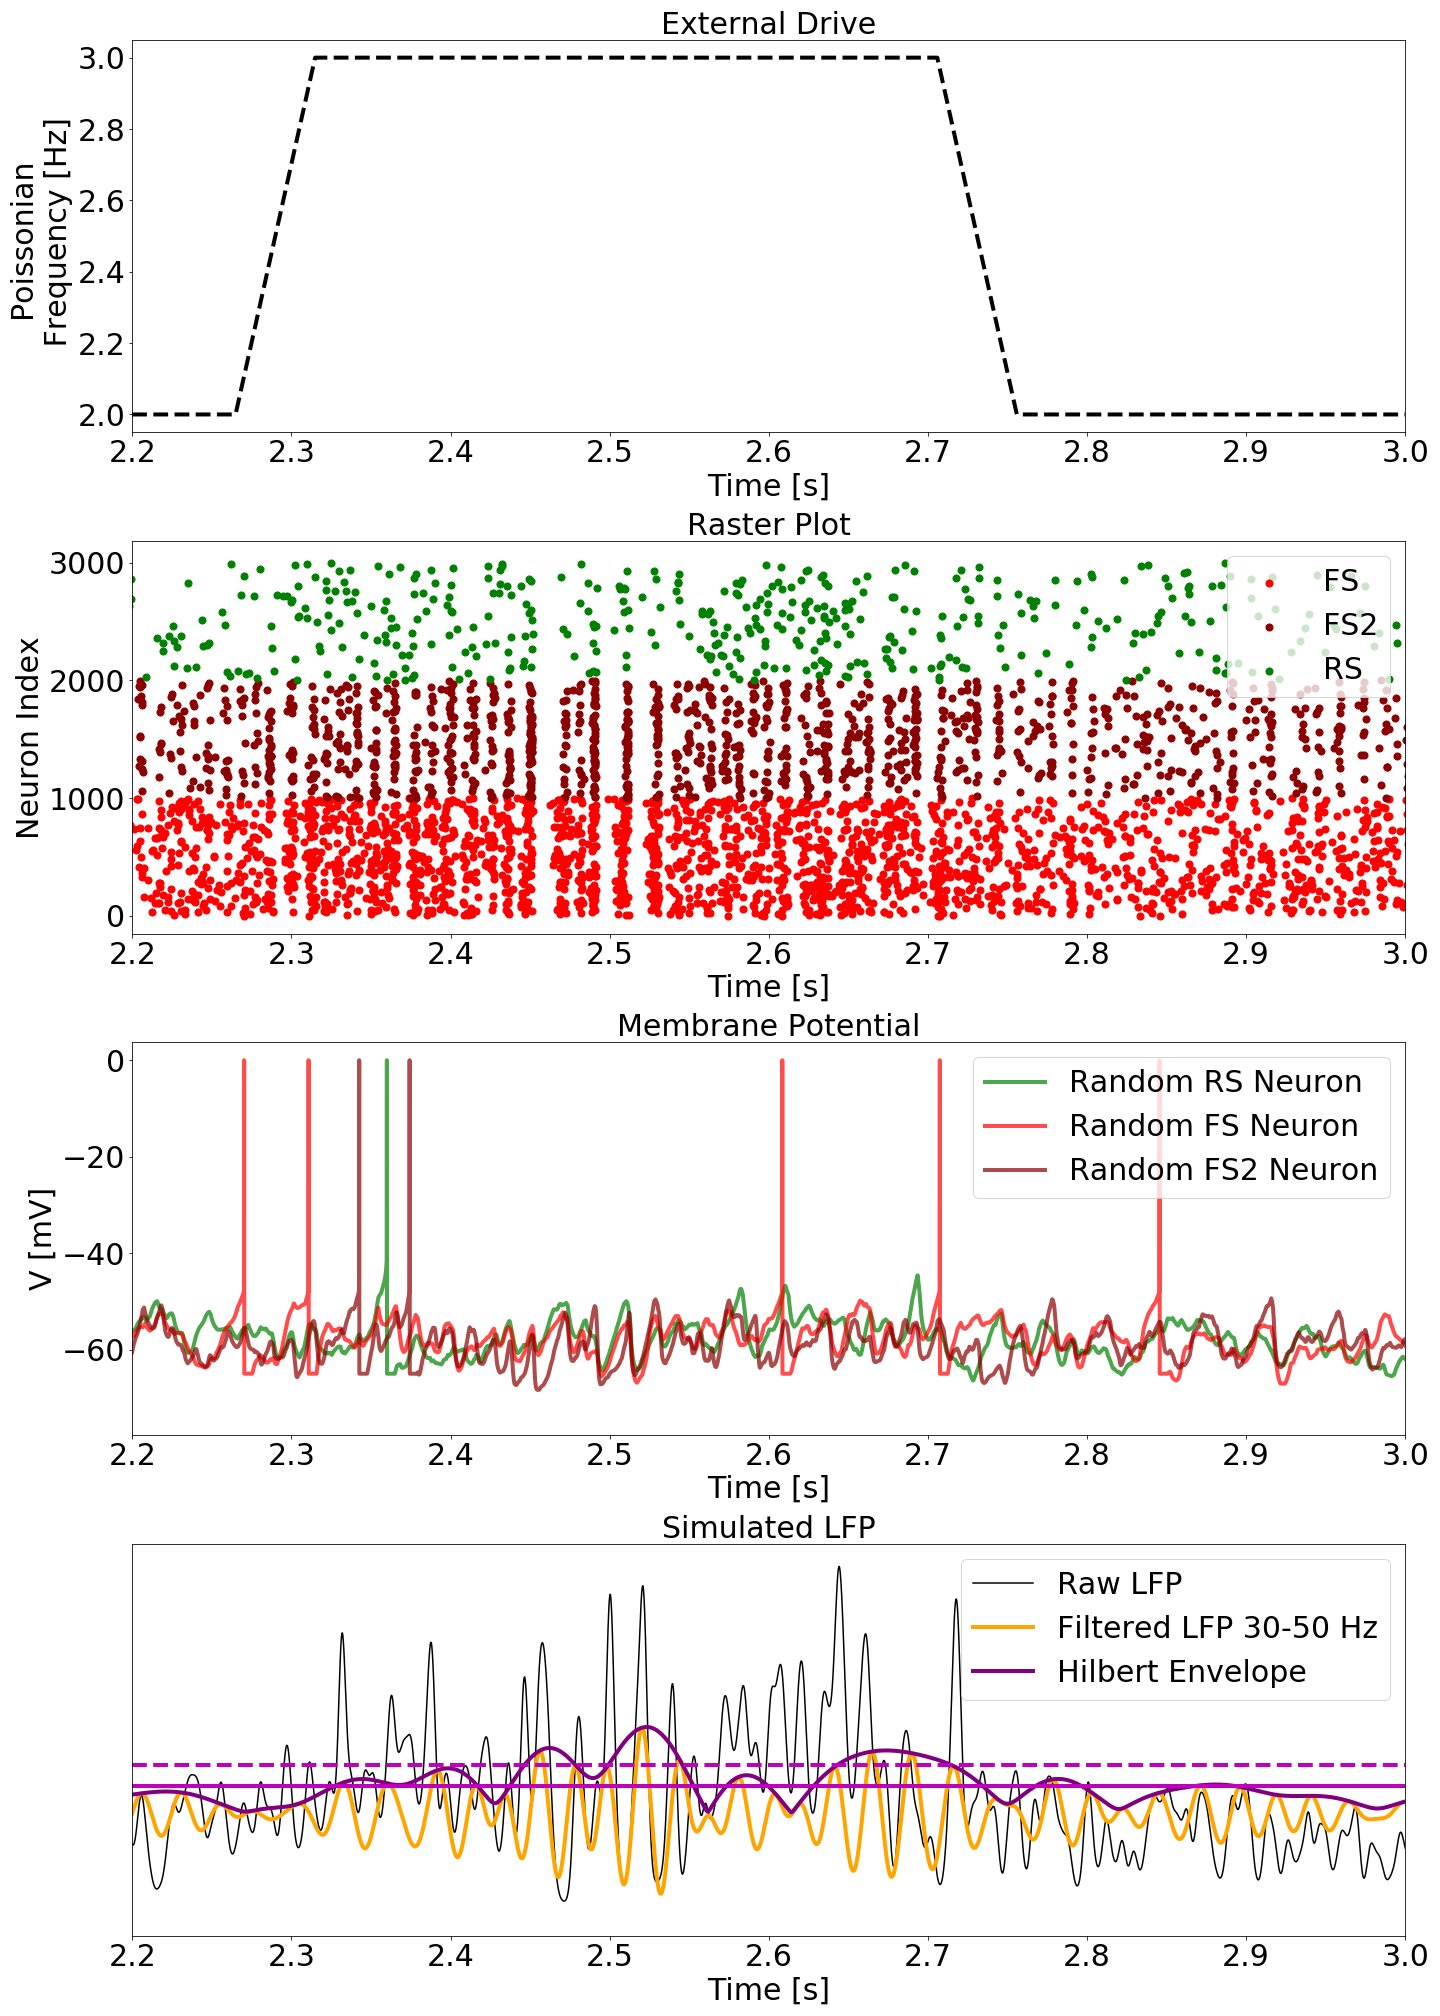 External Drive
Poissonian
Frequency [Hz]
3.0
2.8
2.6
2.4
2.2
2.0
2.2 2.3 2.4 2.5 2.6 2.7 2.8 2.9 3.0
Time [s]
Raster Plot
Neuron Index
3000
2000
1000
0
FS
FS2
RS
2.2 2.3 2.4 2.5 2.6 2.7 2.8 2.9 3.0
Time [s]
Membrane Potential
V [mV]
0
−20
−40
−60
Random RS Neuron
Random FS Neuron
Random FS2 Neuron
2.2 2.3 2.4 2.5 2.6 2.7 2.8 2.9 3.0
Time [s]
Simulated LFP
Raw LFP
Filtered LFP 30-50 Hz
Hilbert Envelope
2.2 2.3 2.4 2.5 2.6 2.7 2.8 2.9 3.0
Time [s]